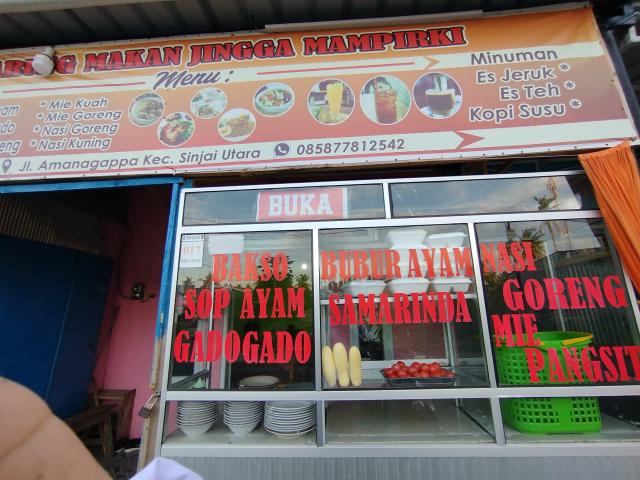 MAKAN JINGGA MAMPIRKI
Menu :
* Mie Kuah
* Mie Goreng
* Nasi Goreng
* Nasi Kuning
Minuman
Es Jeruk *
Es Teh *
Kopi Susu *
Jl. Amanagappa Kec. Sinjai Utara
085877812542
BUKA
017
BAKSO
SOP AYAM
GADOGADO
BUBUR AYAM
SAMARINDA
NASI
GORENG
MIE
PANGSIT